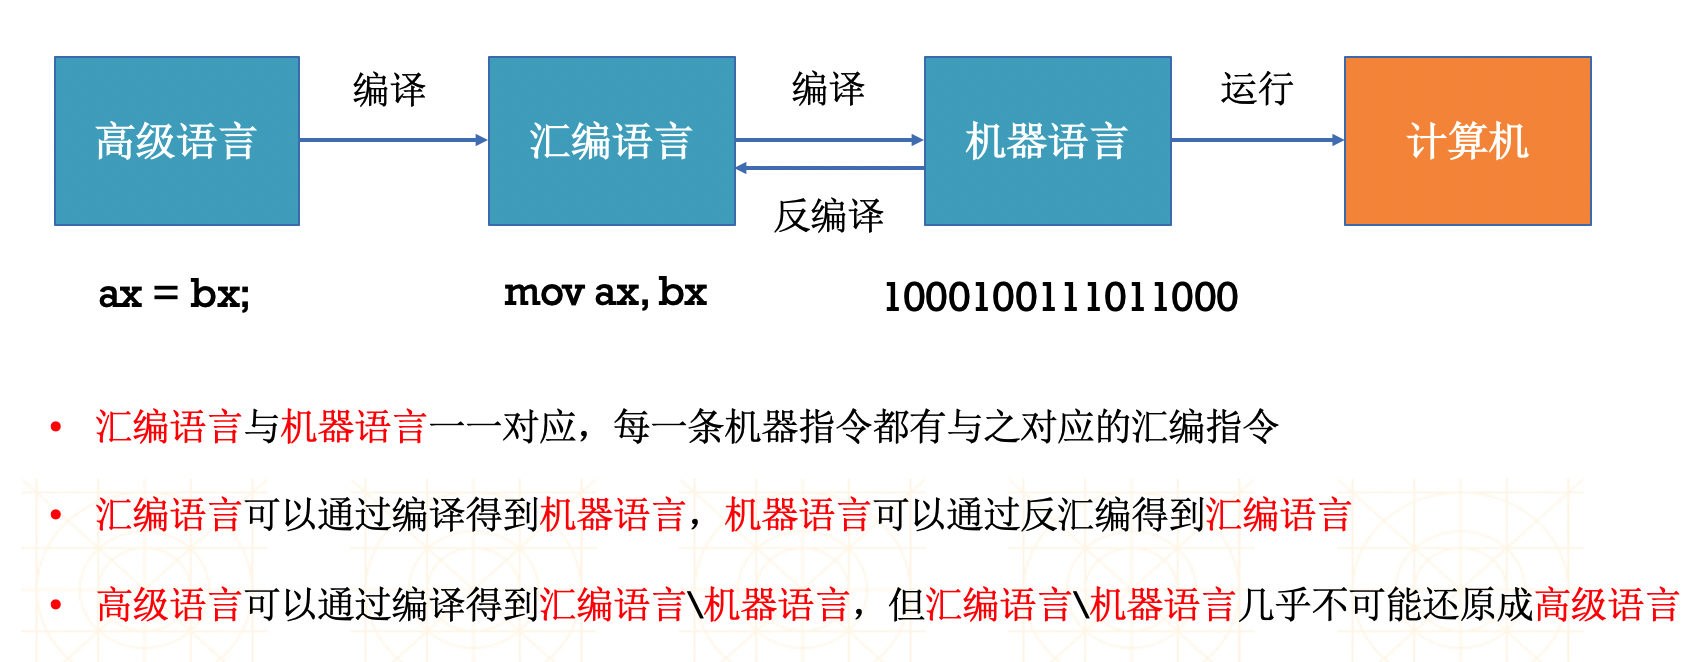 编译
编译
运行
高级语言
汇编语言
机器语言
计算机
反编译
ax = bx;
mov ax, bx
1000100111011000
• 汇编语言与机器语言一一对应，每一条机器指令都有与之对应的汇编指令
• 汇编语言可以通过编译得到机器语言，机器语言可以通过反汇编得到汇编语言
• 高级语言可以通过编译得到汇编语言\机器语言，但汇编语言\机器语言几乎不可能还原成高级语言